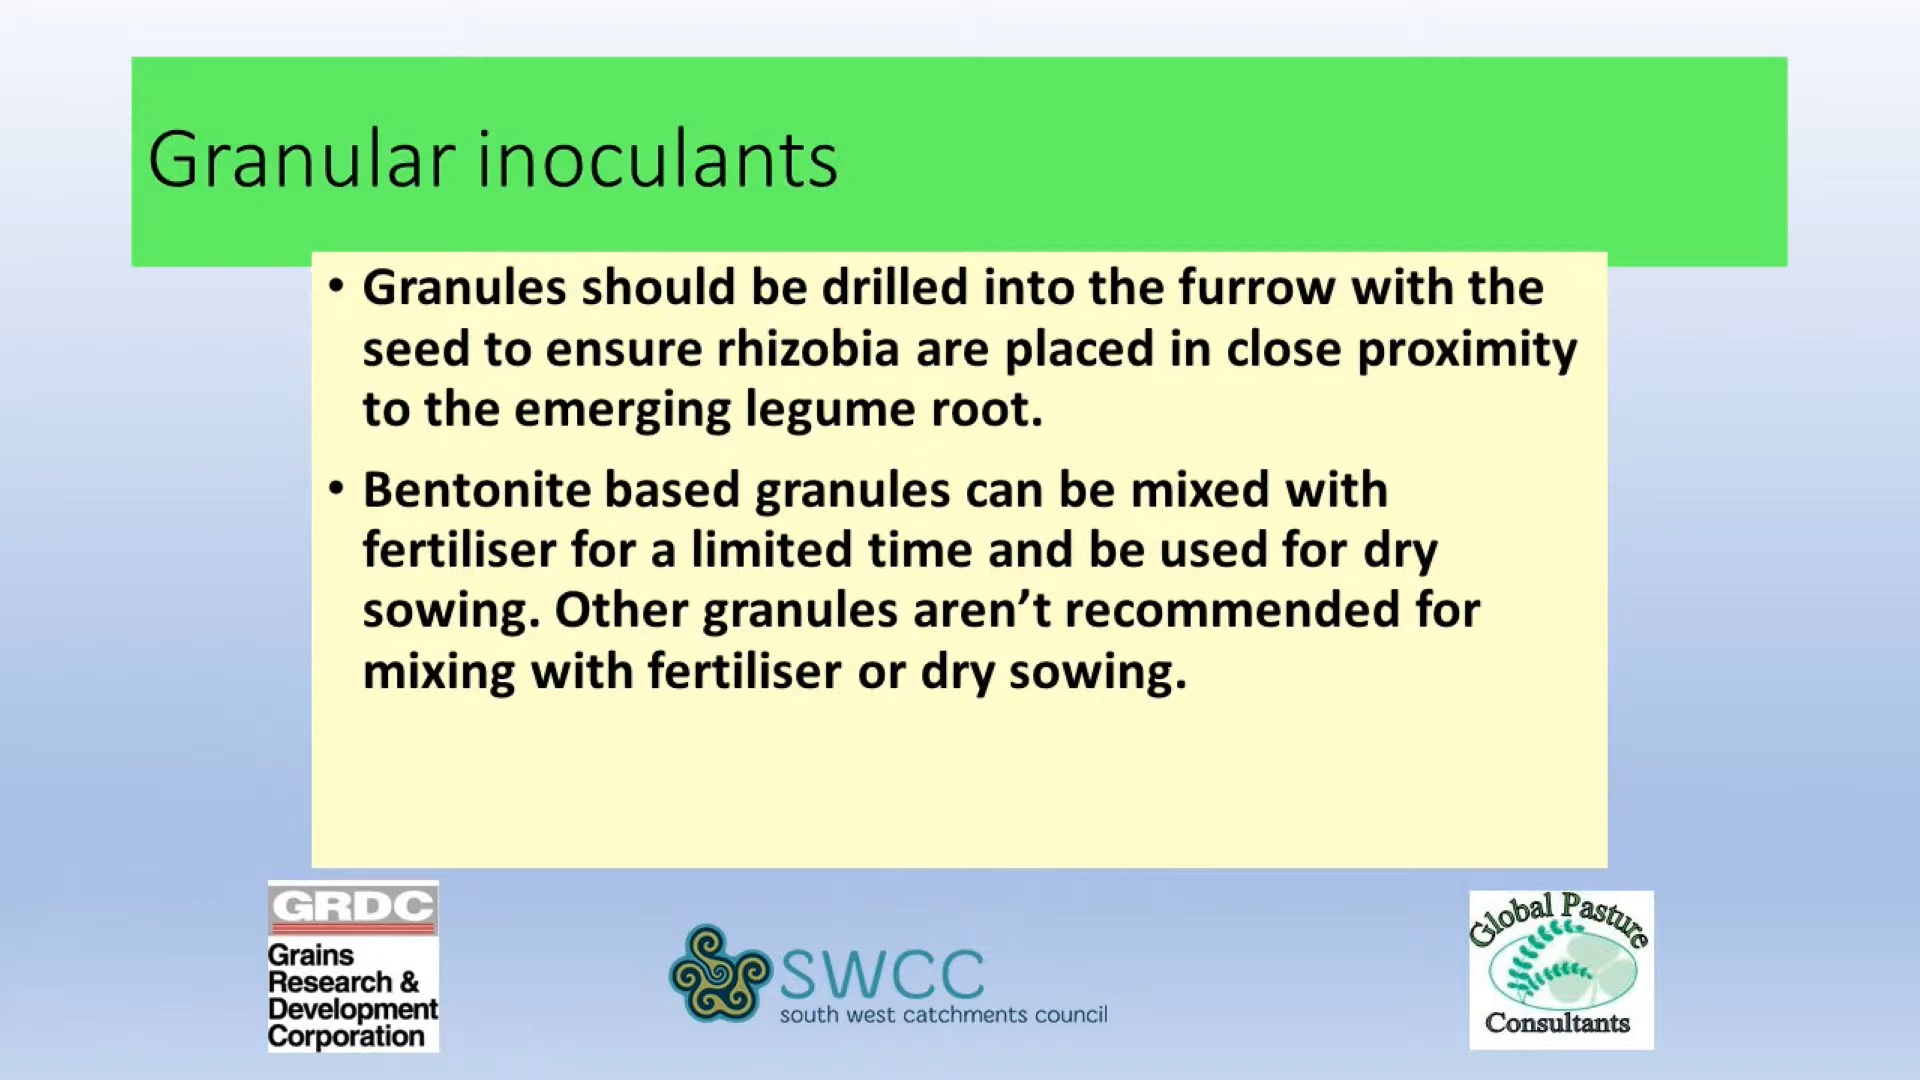 Granular inoculants
• Granules should be drilled into the furrow with the
seed to ensure rhizobia are placed in close proximity
to the emerging legume root.
• Bentonite based granules can be mixed with
fertiliser for a limited time and be used for dry
sowing. Other granules aren’t recommended for
mixing with fertiliser or dry sowing.
GRDC
Grains
Research &
Development
Corporation
SWCC
south west catchments council
Global Pasture
Consultants